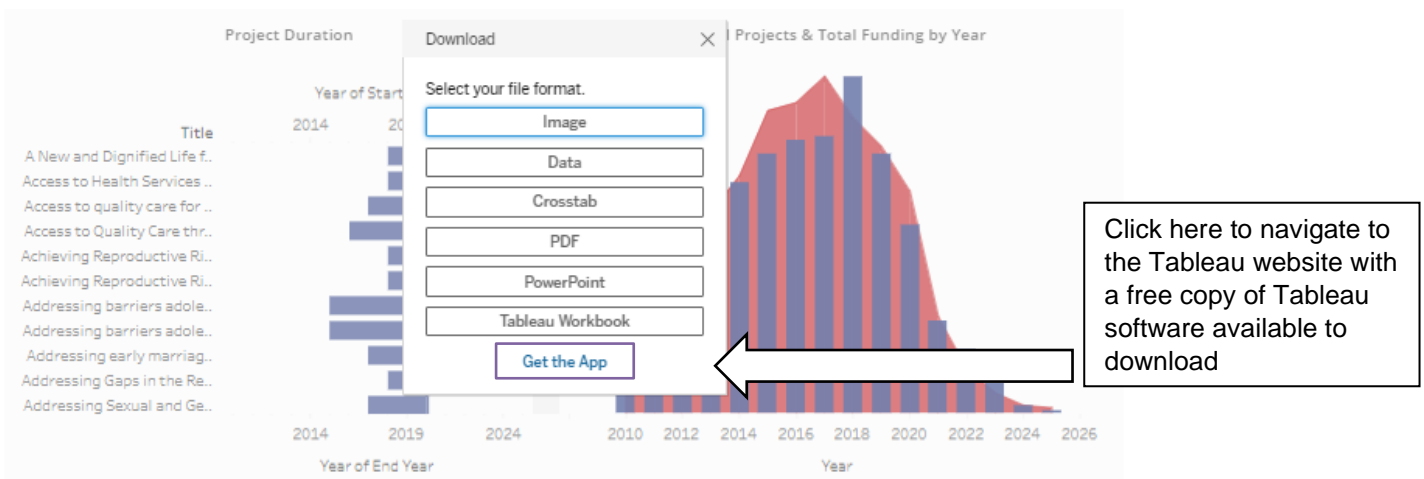 Project Duration
Download
Projects & Total Funding by Year
Select your file format.
Year of Start
Image
2014
20
Title
Data
Crosstab
PDF
PowerPoint
Tableau Workbook
Get the App
A New and Dignified Life f..
Access to Health Services ..
Access to quality care for ..
Access to Quality Care thr..
Achieving Reproductive Ri..
Achieving Reproductive Ri..
Addressing barriers adole..
Addressing barriers adole..
Addressing early marriag..
Addressing Gaps in the Re..
Addressing Sexual and Ge..
2014 2019 2024
Year of End Year
2010 2012 2014 2016 2018 2020 2022 2024 2026
Year
Click here to navigate to
the Tableau website with
a free copy of Tableau
software available to
download